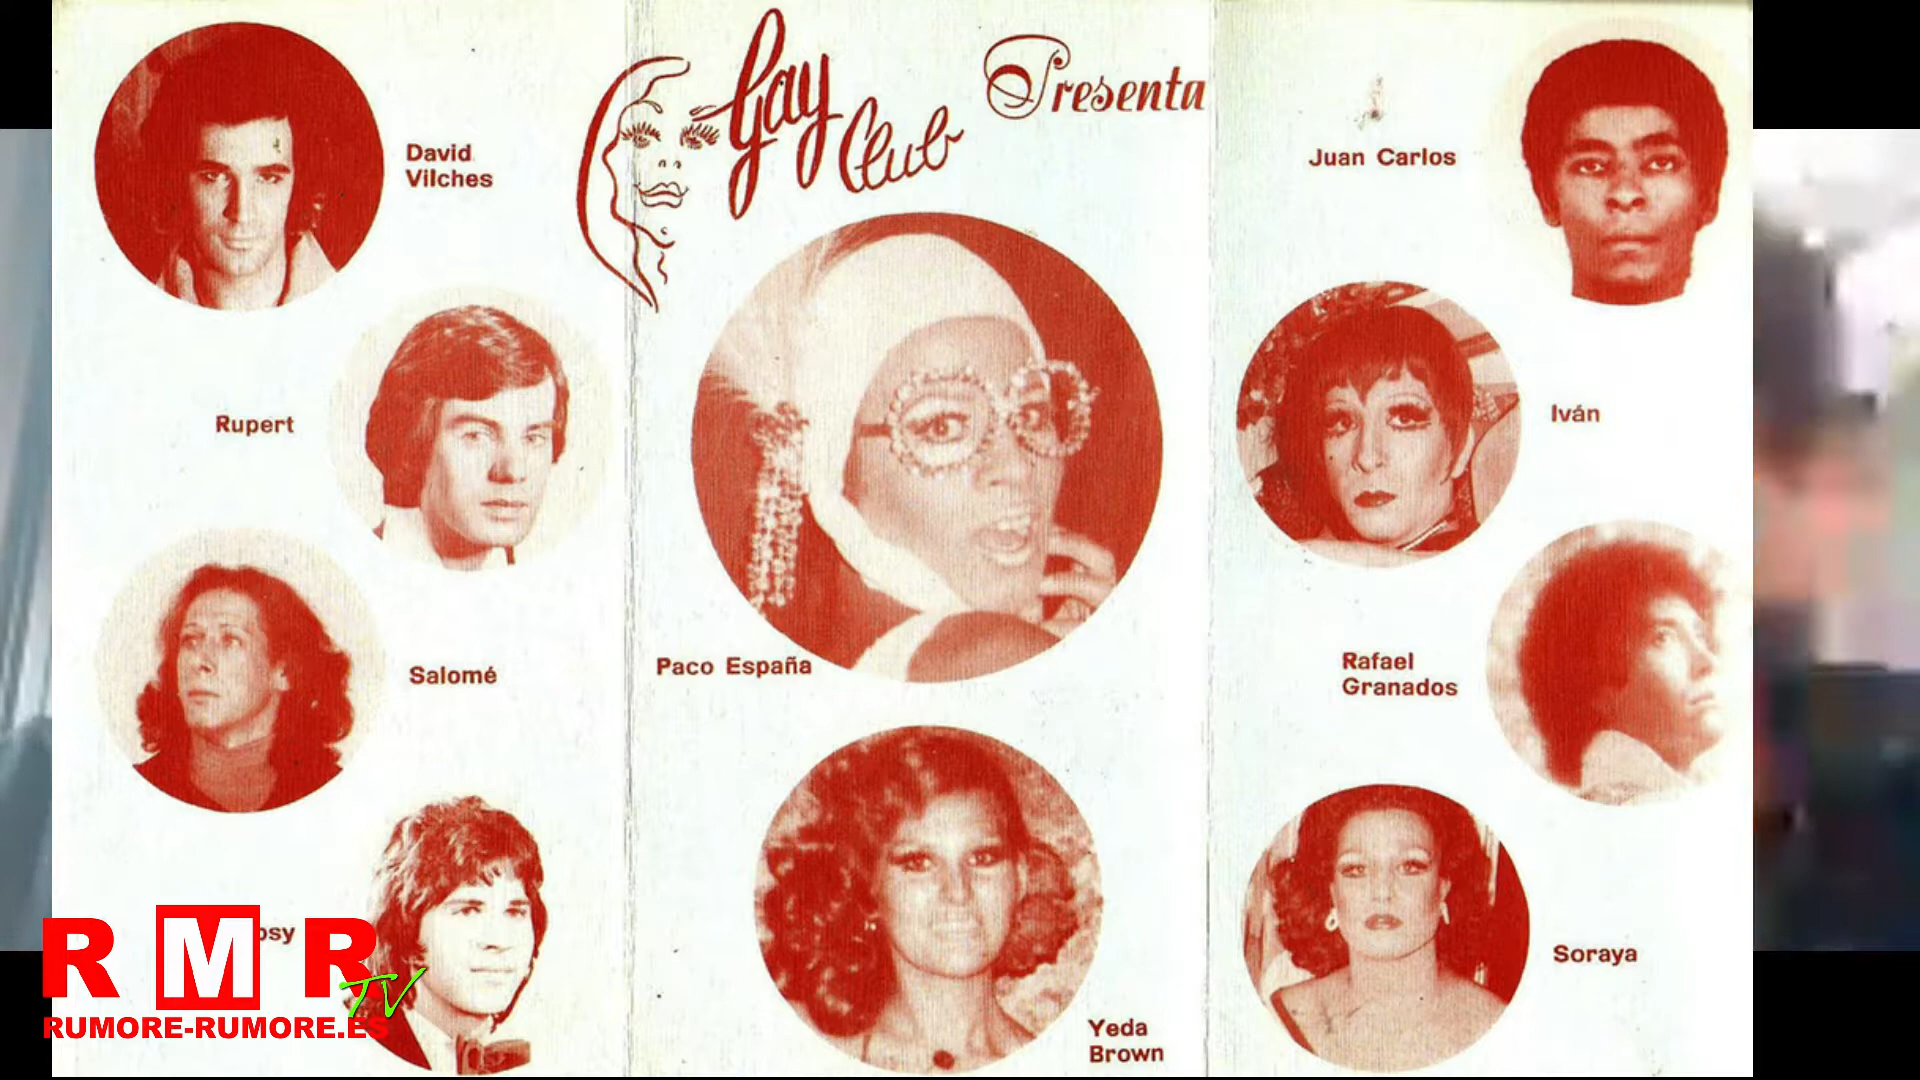 Gay Club Presenta
David
Vilches
Juan Carlos
Rupert
Iván
Salomé
Paco España
Rafael
Granados
Soraya
Yeda
Brown
RMR
TV
RUMORE-RUMORE.ES